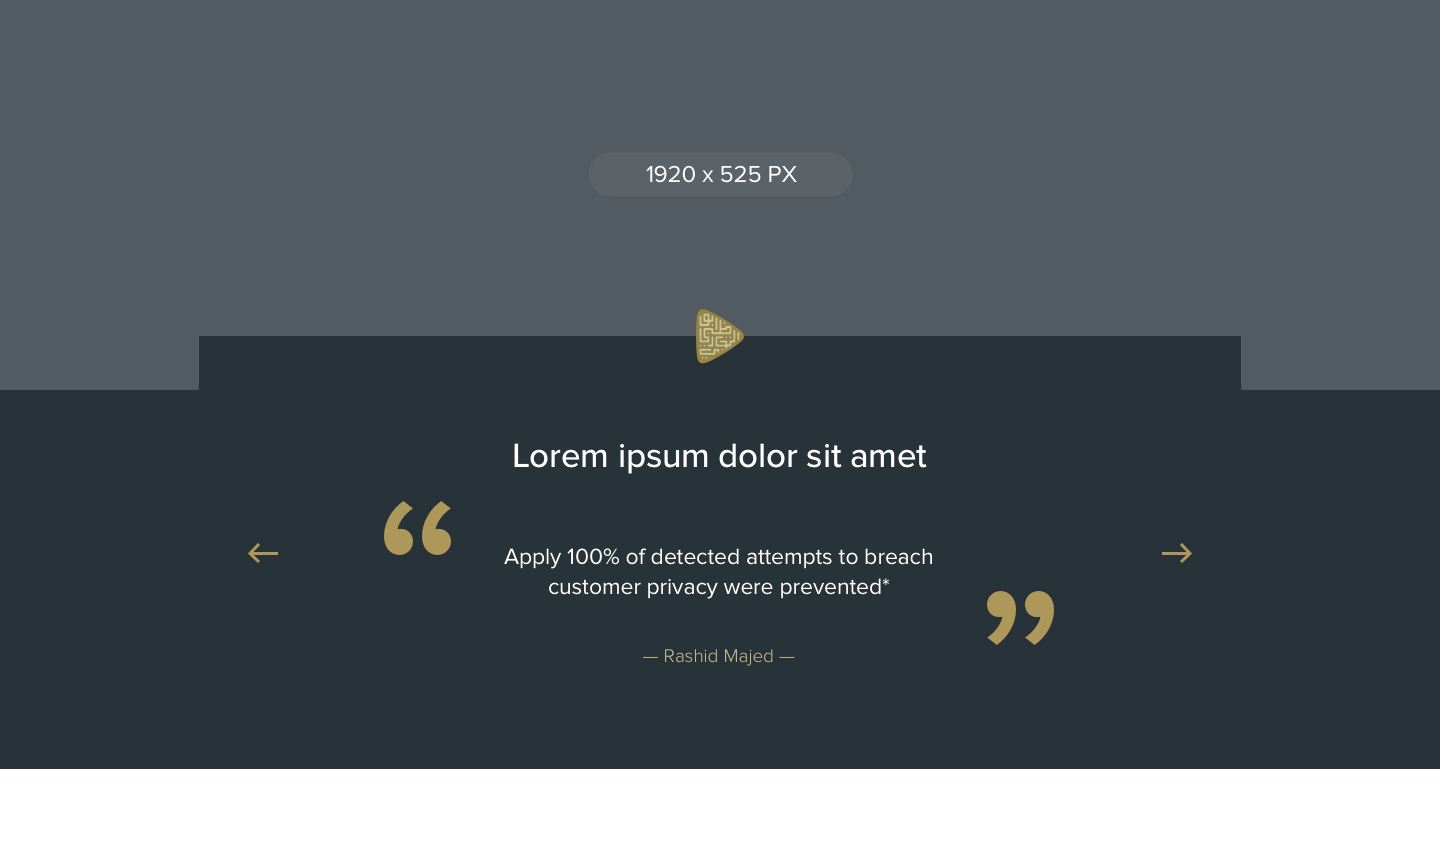 1920 x 525 PX
Lorem ipsum dolor sit amet
“
Apply 100% of detected attempts to breach
customer privacy were prevented*
”
— Rashid Majed —